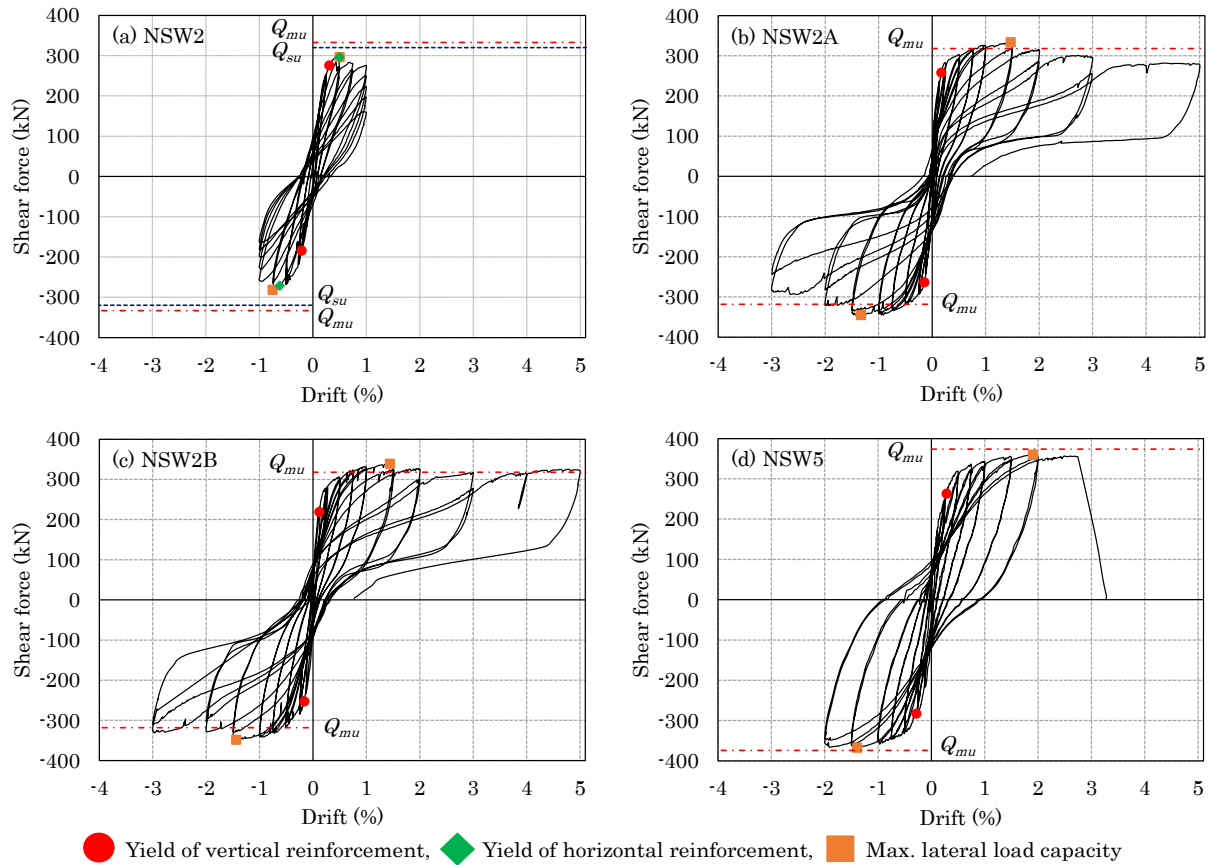 (a) NSW2
Qmu
Qsu
400
300
200
100
0
-100
-200
-300
-400
Shear force (kN)
Qsu
Qmu
-4 -3 -2 -1 0 1 2 3 4 5
Drift (%)
(b) NSW2A
Qmu
400
300
200
100
0
-100
-200
-300
-400
Shear force (kN)
Qmu
-4 -3 -2 -1 0 1 2 3 4 5
Drift (%)
(c) NSW2B
Qmu
400
300
200
100
0
-100
-200
-300
-400
Shear force (kN)
Qmu
-4 -3 -2 -1 0 1 2 3 4 5
Drift (%)
(d) NSW5
Qmu
400
300
200
100
0
-100
-200
-300
-400
Shear force (kN)
Qmu
-4 -3 -2 -1 0 1 2 3 4 5
Drift (%)
Yield of vertical reinforcement, Yield of horizontal reinforcement, Max. lateral load capacity